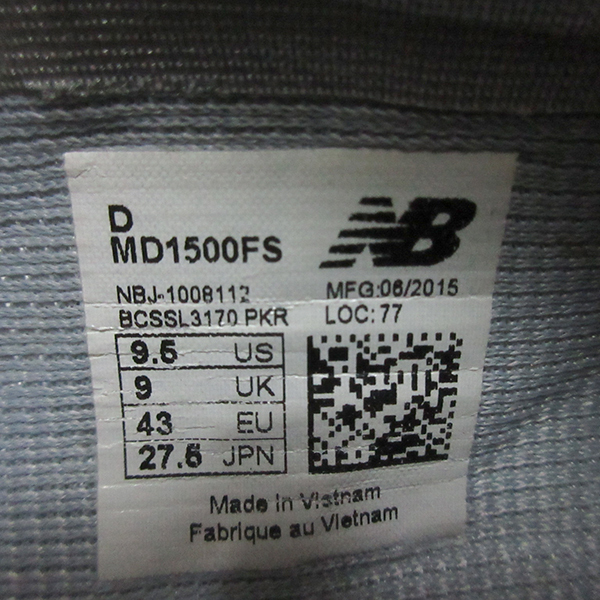 D
MD1500FS
NB
NBJ-1008112
MFG:06/2015
BCSSL3170 PKR
LOC: 77
9.5 US
9 UK
43 EU
27.5 JPN
Made in Vietnam
Fabrique au Vietnam